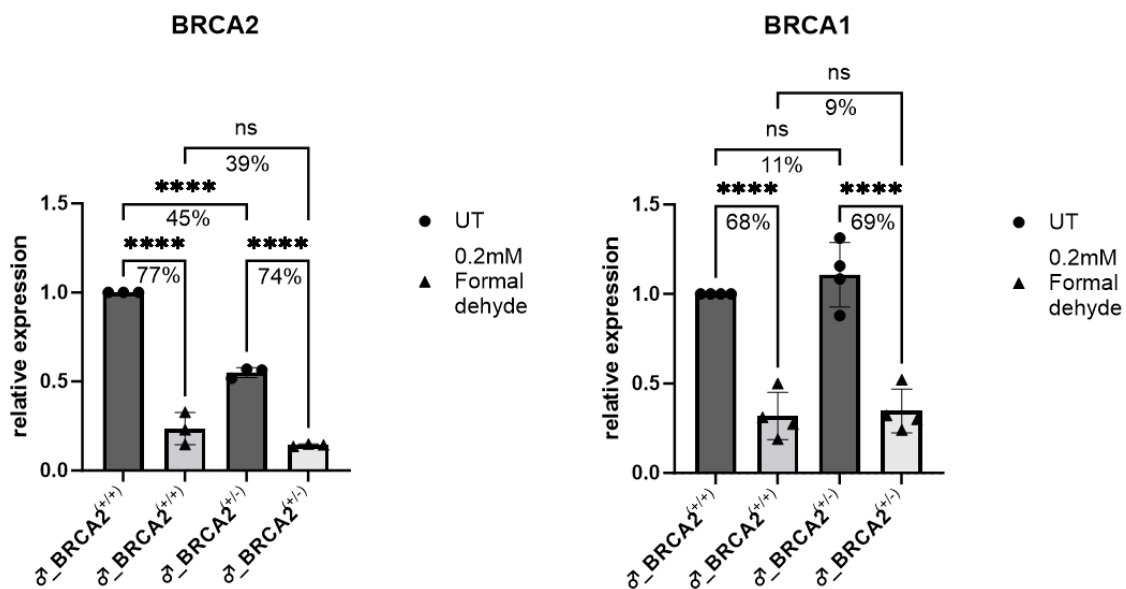 BRCA2
ns
39%
****
45%
**** ****
77% 74%
relative expression
1.5
1.0
0.5
0.0
♂_BRCA2(+/+)
♂_BRCA2(+/+)
♂_BRCA2(+/-)
♂_BRCA2(+/-)
UT
0.2mM
Formal
dehyde
BRCA1
ns
9%
ns
11%
**** ****
68% 69%
relative expression
1.5
1.0
0.5
0.0
♂_BRCA2(+/+)
♂_BRCA2(+/+)
♂_BRCA2(+/-)
♂_BRCA2(+/-)
UT
0.2mM
Formal
dehyde